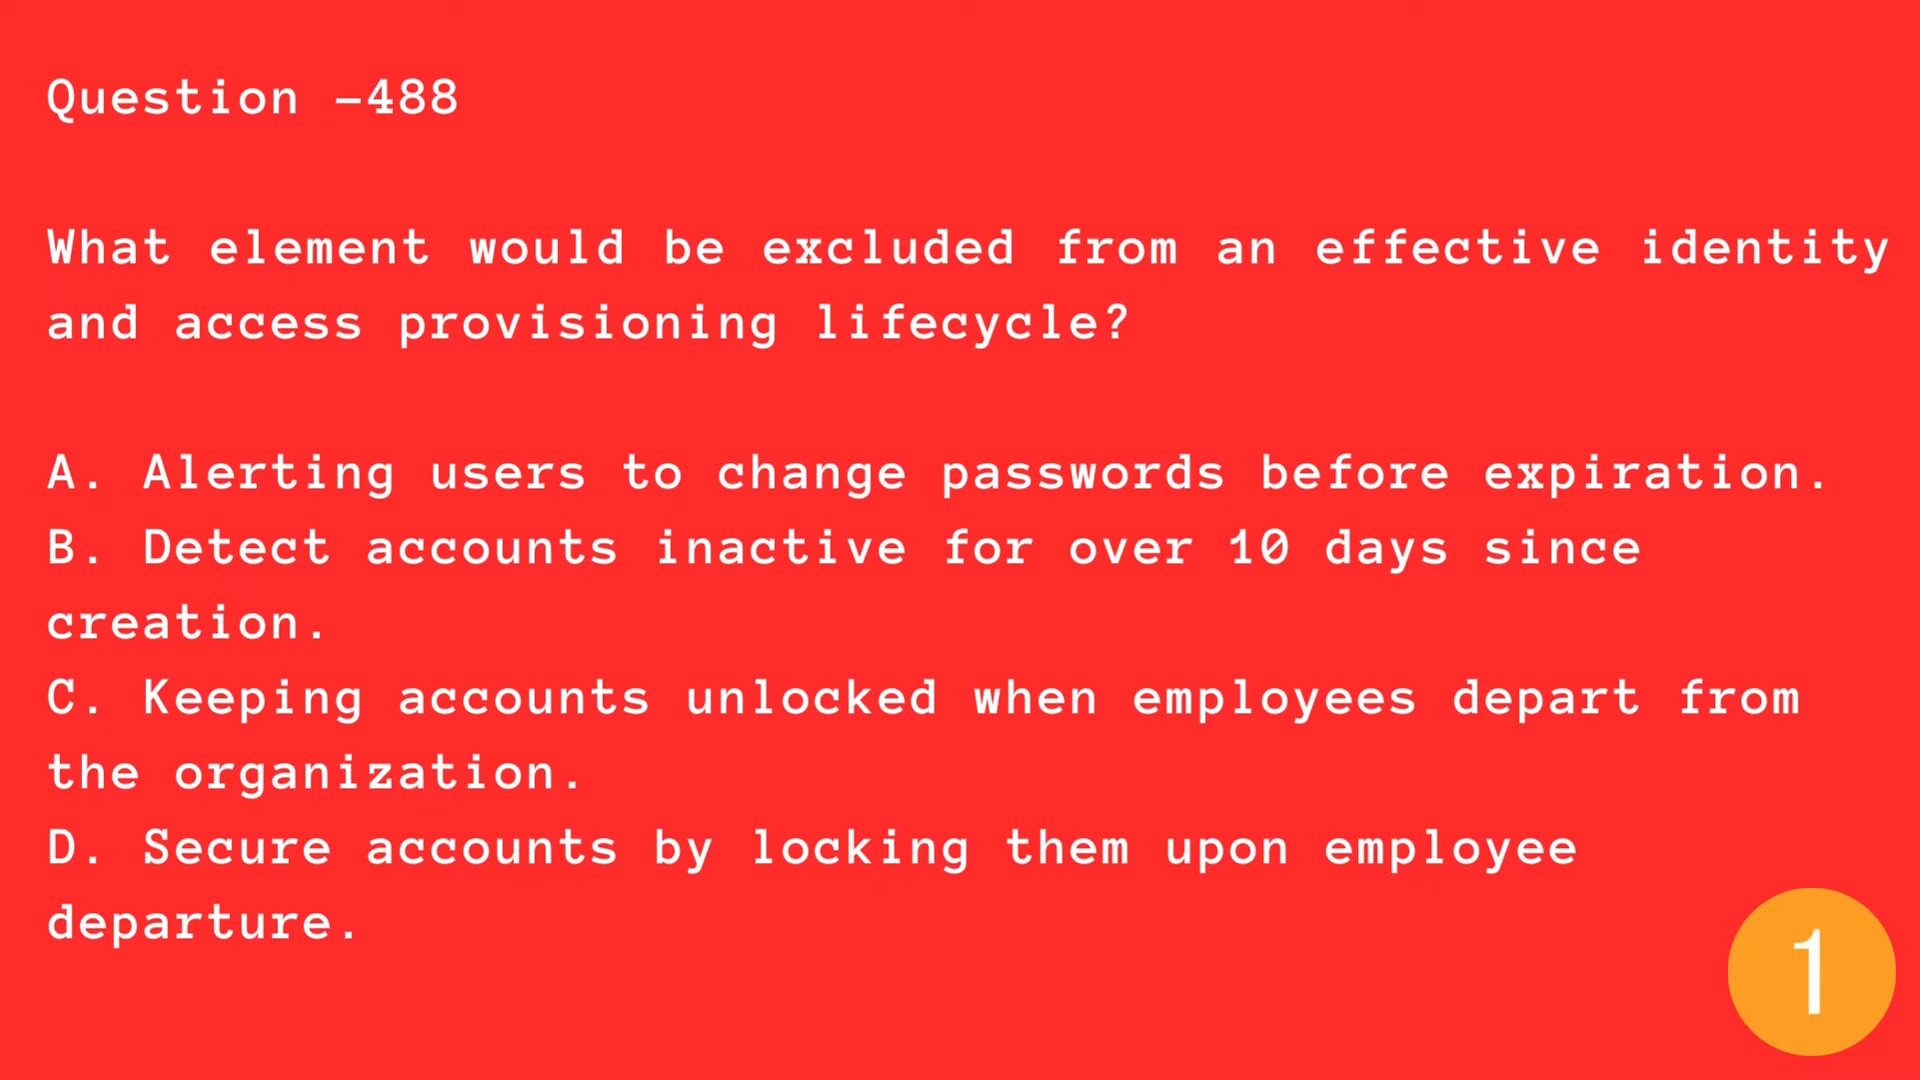 Question -488
What element would be excluded from an effective identity
and access provisioning lifecycle?
A. Alerting users to change passwords before expiration.
B. Detect accounts inactive for over 10 days since
creation.
C. Keeping accounts unlocked when employees depart from
the organization.
D. Secure accounts by locking them upon employee
departure.
1